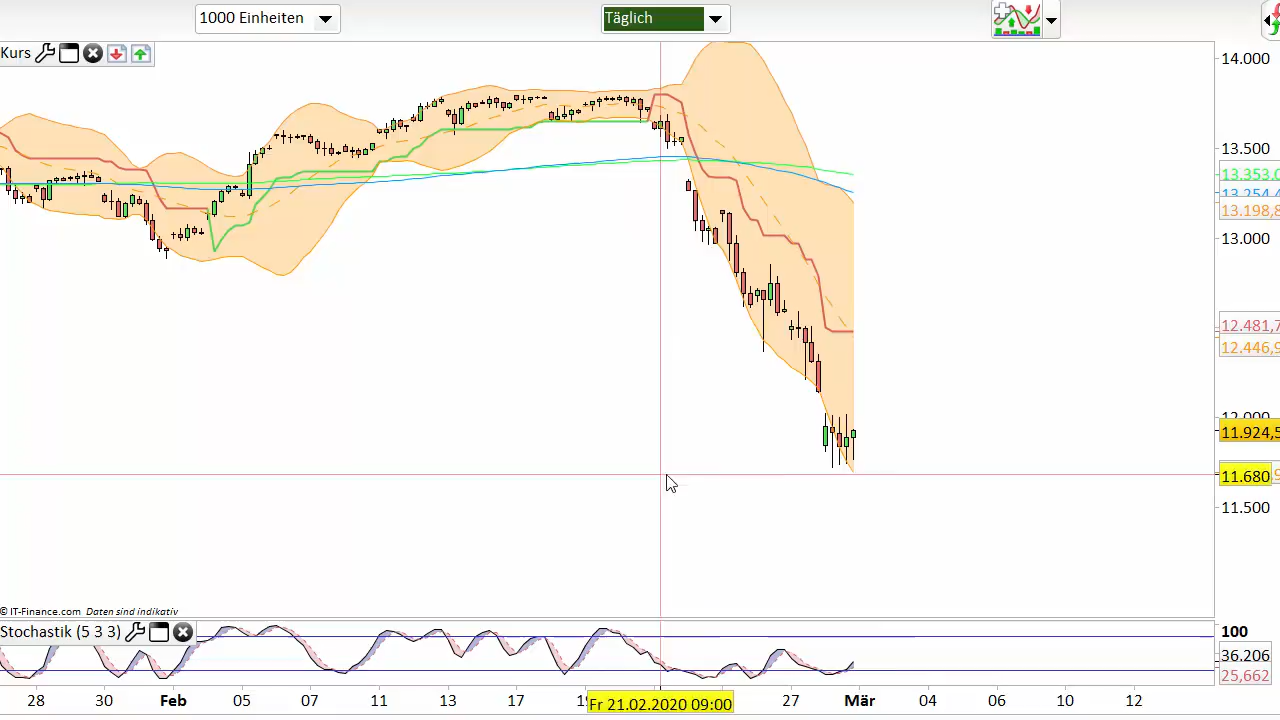 1000 Einheiten
Täglich
Kurs
14.000
13.500
13.353,0
13.254,4
13.198,8
13.000
12.481,7
12.446,9
12.000
11.924,5
11.680,9
11.500
© IT-Finance.com Daten sind indikativ
Stochastik (5 3 3)
100
36.206
25,662
28 30 Feb 05 07 11 13 17 Fr 21.02.2020 09:00 27 Mär 04 06 10 12